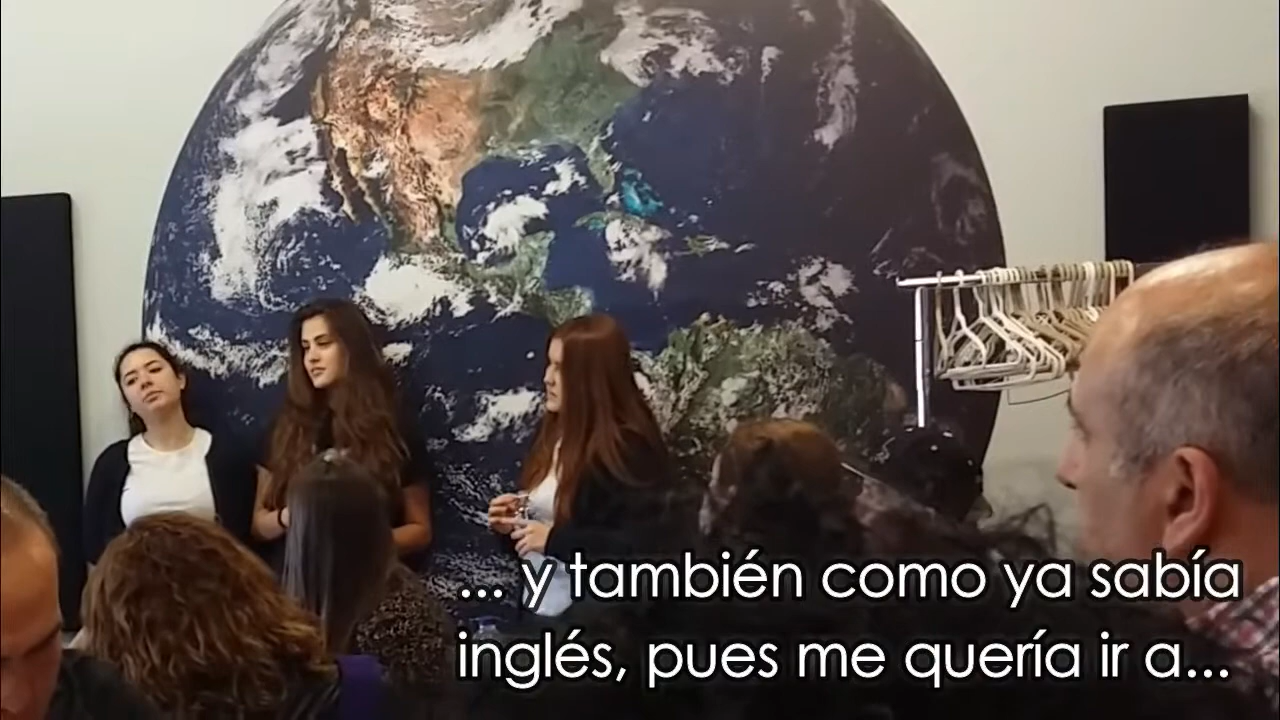 ... y también como ya sabía
inglés, pues me quería ir a...